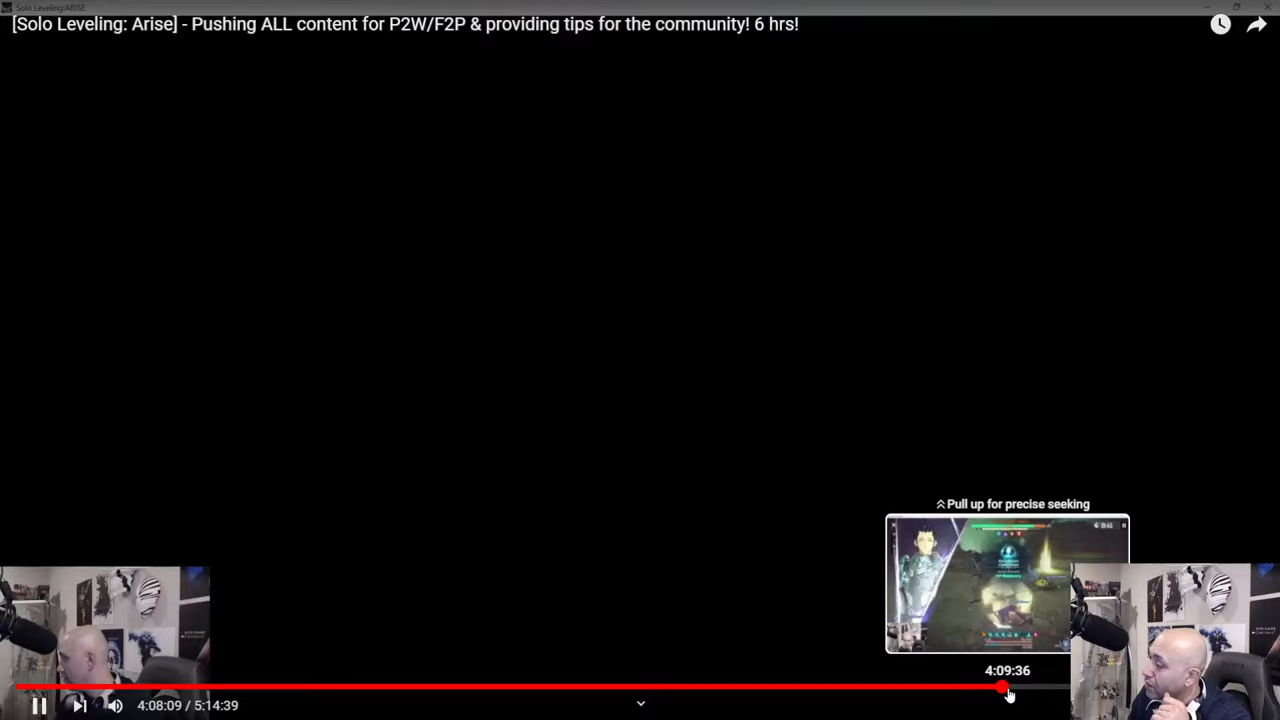 Solo Leveling:ARISE
[Solo Leveling: Arise] - Pushing ALL content for P2W/F2P & providing tips for the community! 6 hrs!
Pull up for precise seeking
4:09:36
4:08:09 / 5:14:39